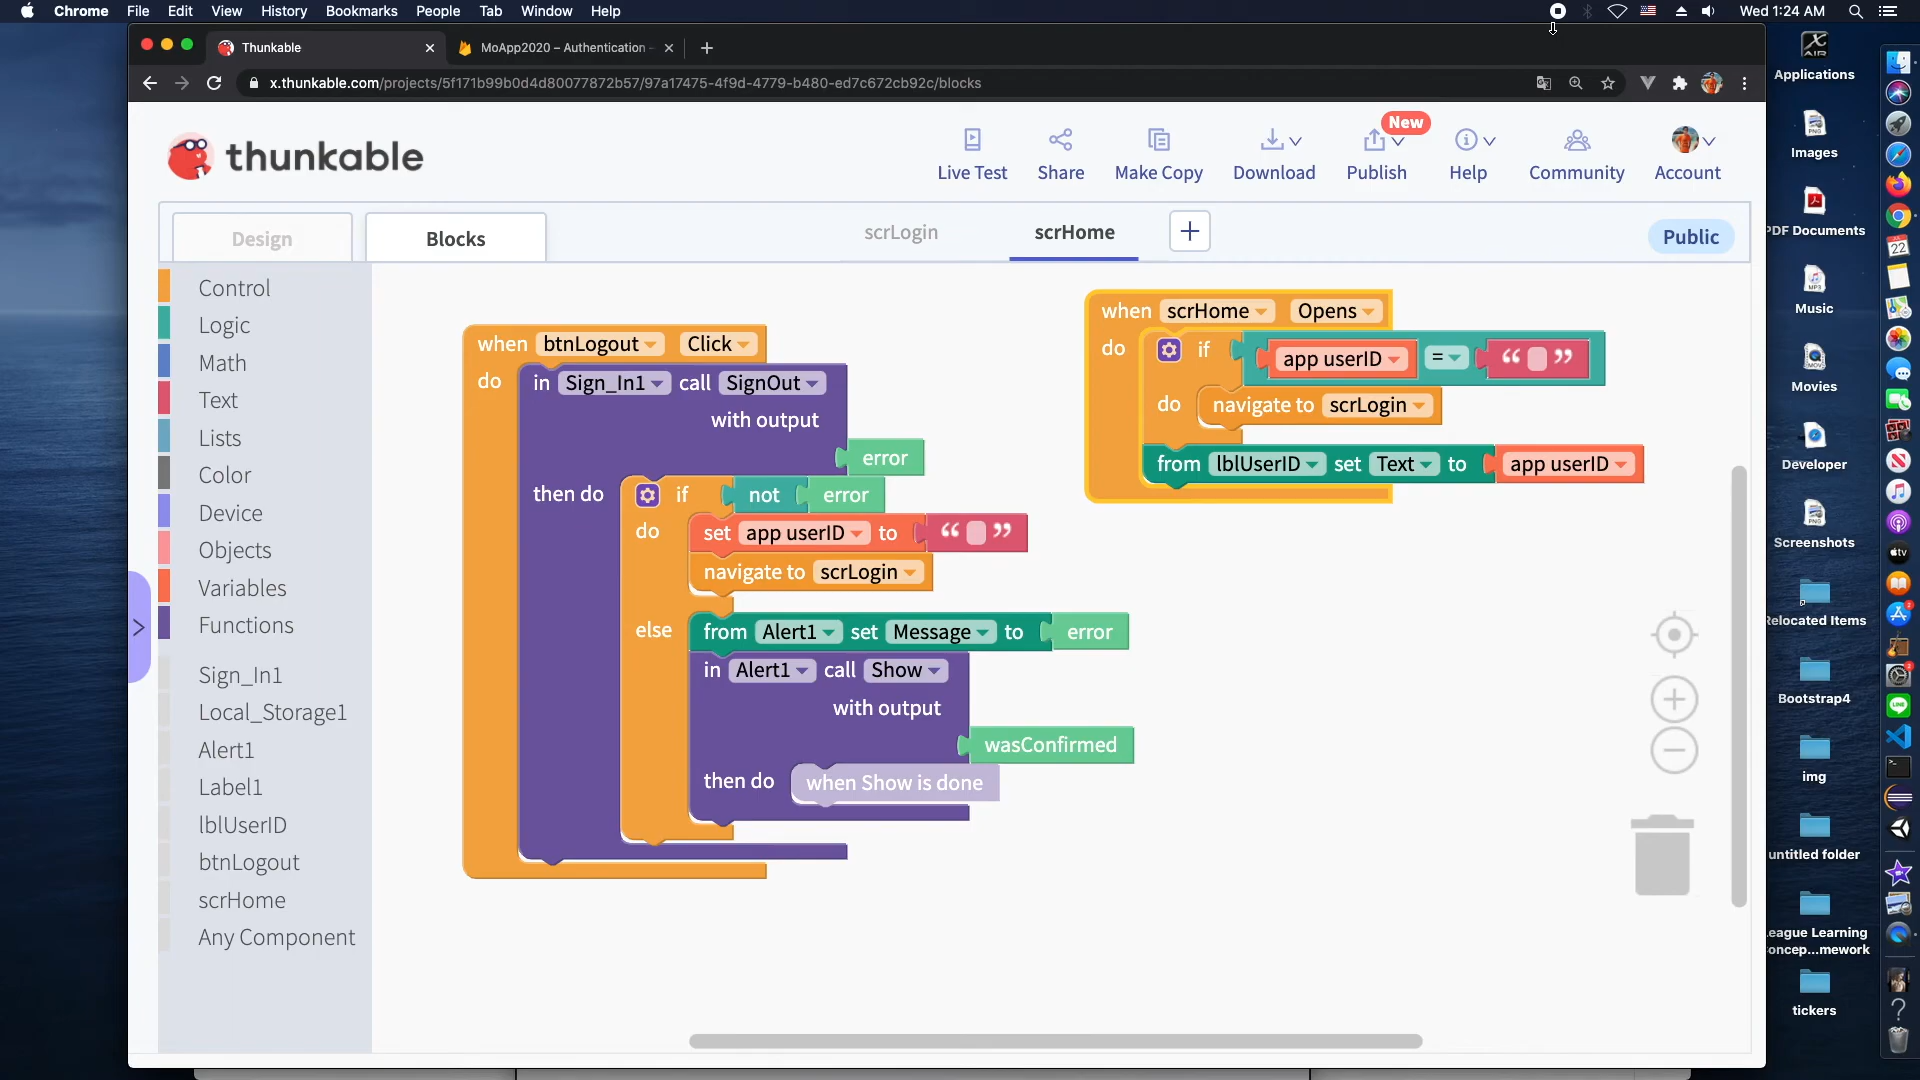 Chrome File Edit View History Bookmarks People Tab Window Help Wed 1:24 AM
Thunkable MoApp2020 – Authentication -
x.thunkable.com/projects/5f171b99b0d4d80077872b57/97a17475-4f9d-4779-b480-ed7c672cb92c/blocks
thunkable
New
Live Test Share Make Copy Download Publish Help Community Account
Design Blocks scrLogin scrHome + Public
Control
Logic
Math
Text
Lists
Color
Device
Objects
Variables
Functions
Sign_In1
Local_Storage1
Alert1
Label1
lblUserID
btnLogout
scrHome
Any Component
when btnLogout Click
do in Sign_In1 call SignOut
with output
error
then do if not error
do set app userID to “ ”
navigate to scrLogin
else from Alert1 set Message to error
in Alert1 call Show
with output
wasConfirmed
then do when Show is done
when scrHome Opens
do if app userID = “ ”
do navigate to scrLogin
from lblUserID set Text to app userID
Applications
Images
PDF Documents
Music
Movies
Developer
Screenshots
Relocated Items
Bootstrap4
img
untitled folder
eague Learning
oncep...mework
tickers